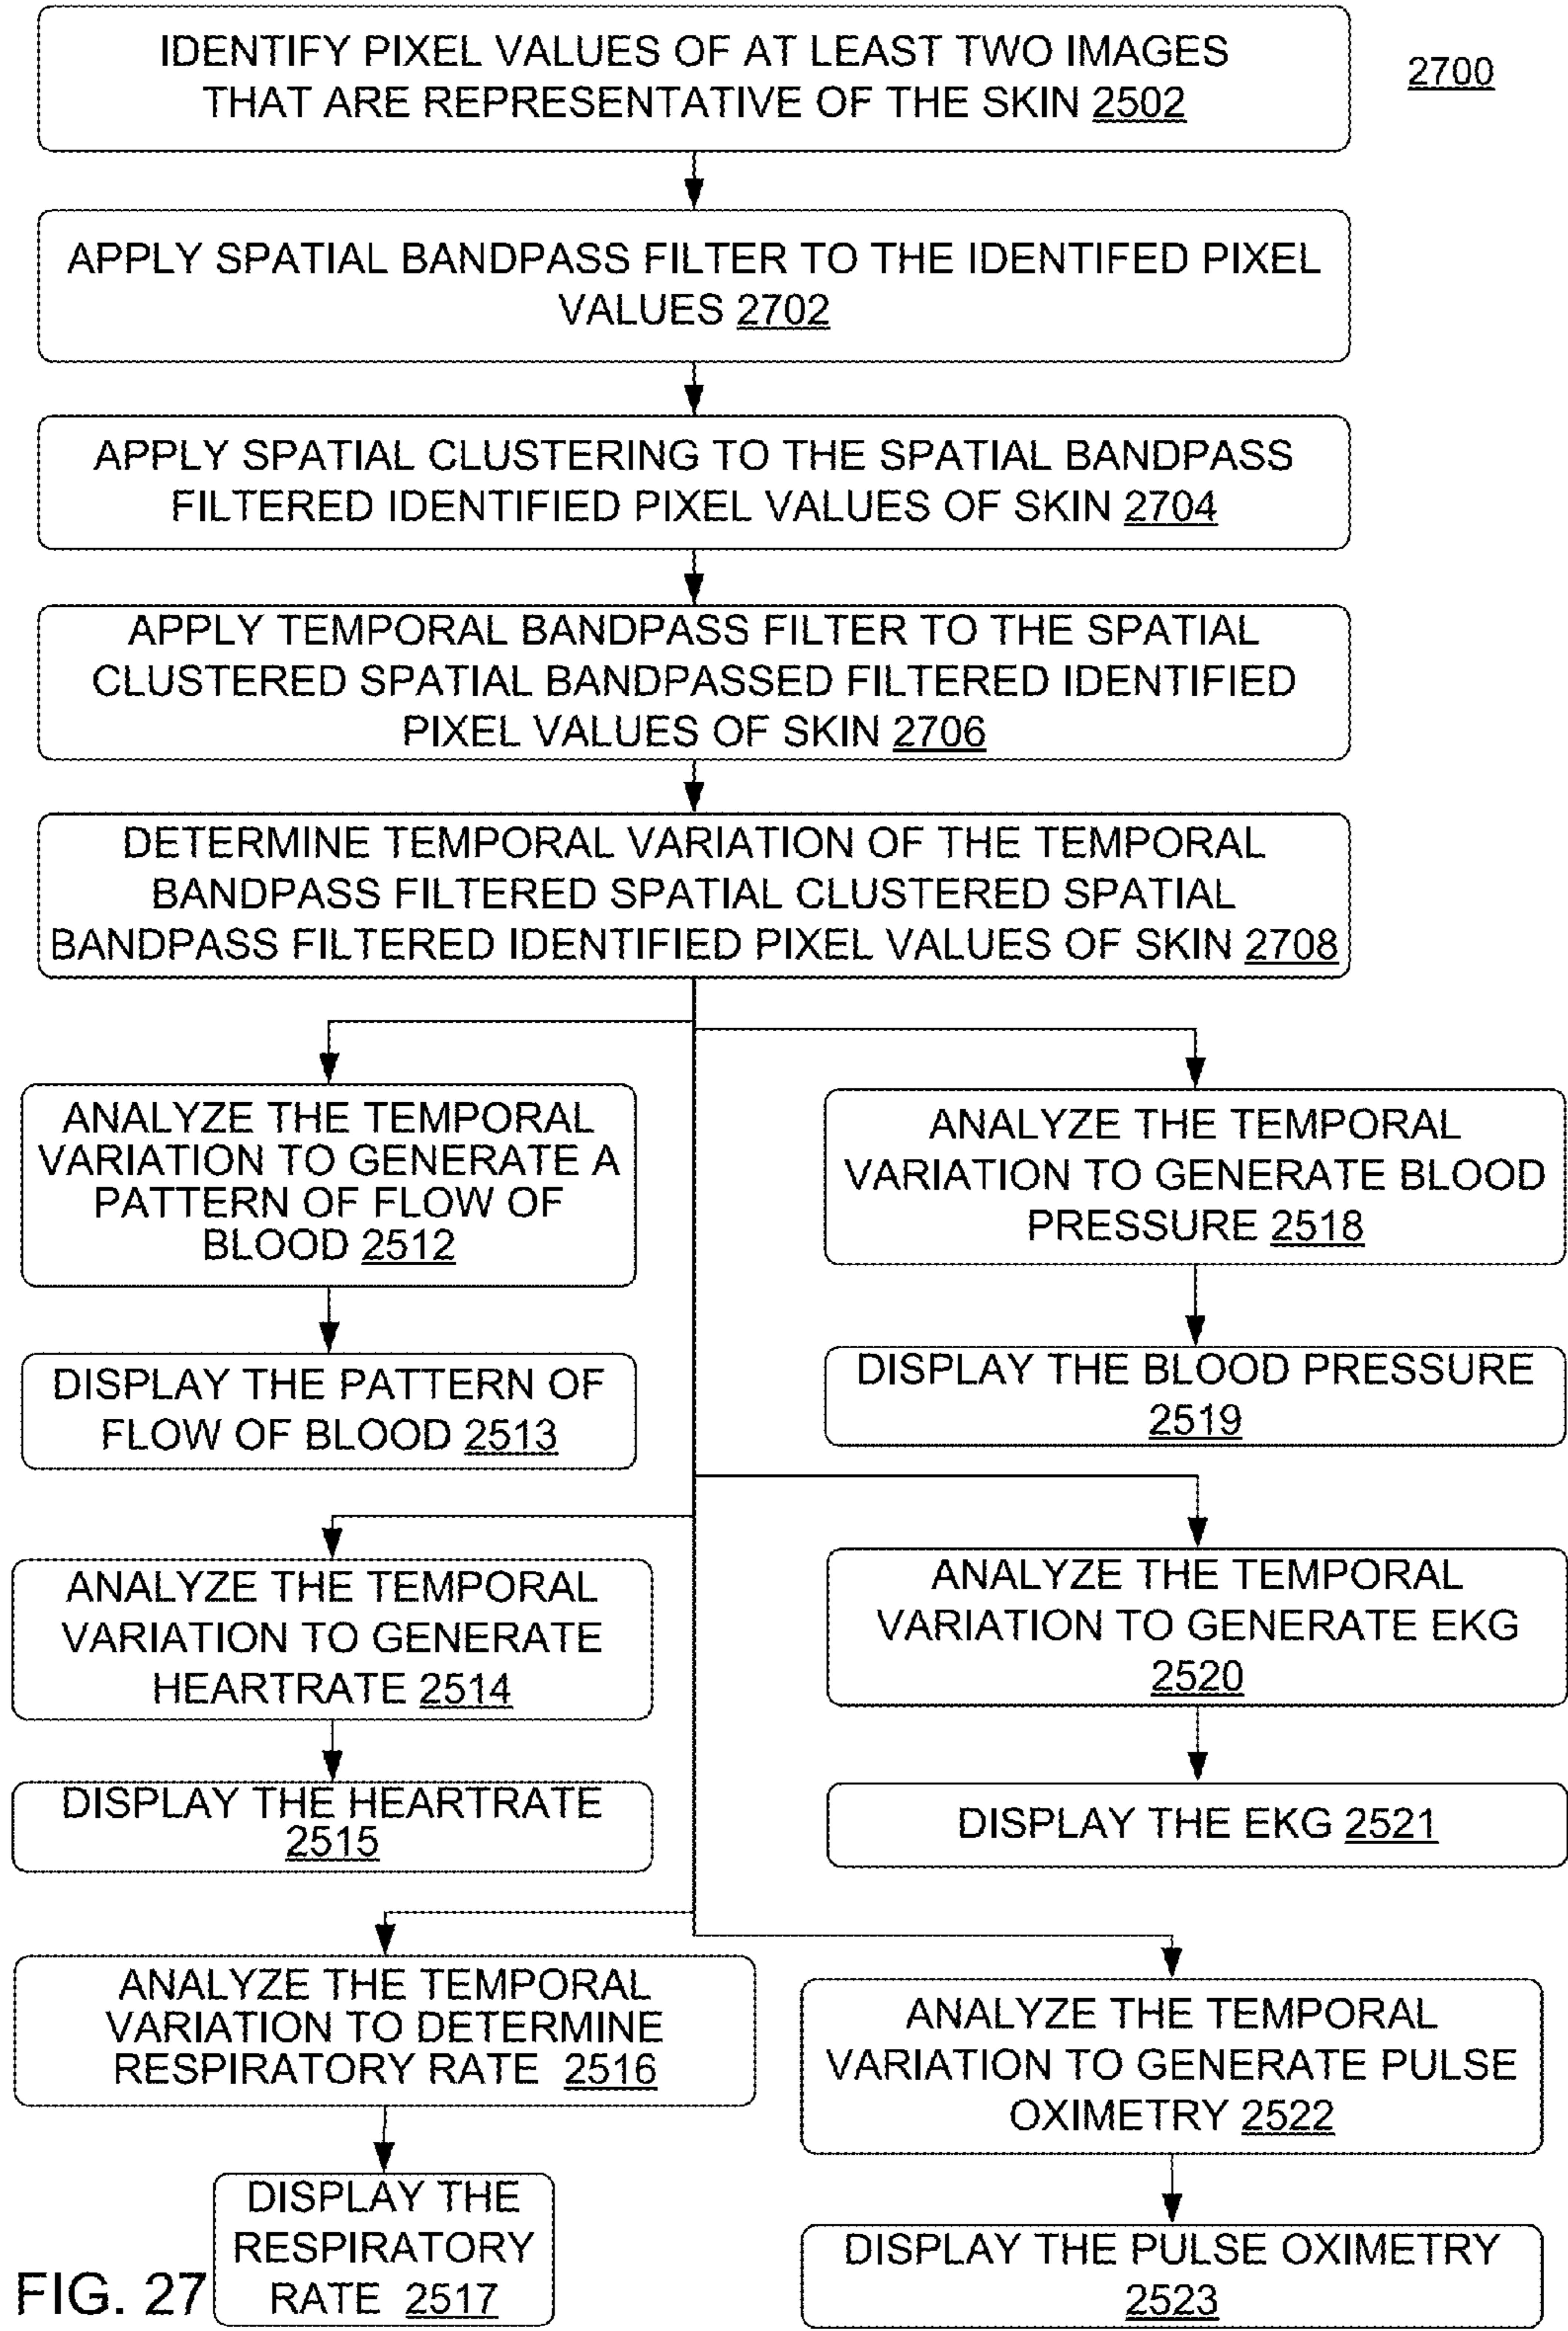 IDENTIFY PIXEL VALUES OF AT LEAST TWO IMAGES
THAT ARE REPRESENTATIVE OF THE SKIN 2502
2700
APPLY SPATIAL BANDPASS FILTER TO THE IDENTIFED PIXEL
VALUES 2702
APPLY SPATIAL CLUSTERING TO THE SPATIAL BANDPASS
FILTERED IDENTIFIED PIXEL VALUES OF SKIN 2704
APPLY TEMPORAL BANDPASS FILTER TO THE SPATIAL
CLUSTERED SPATIAL BANDPASSED FILTERED IDENTIFIED
PIXEL VALUES OF SKIN 2706
DETERMINE TEMPORAL VARIATION OF THE TEMPORAL
BANDPASS FILTERED SPATIAL CLUSTERED SPATIAL
BANDPASS FILTERED IDENTIFIED PIXEL VALUES OF SKIN 2708
ANALYZE THE TEMPORAL
VARIATION TO GENERATE A
PATTERN OF FLOW OF
BLOOD 2512
ANALYZE THE TEMPORAL
VARIATION TO GENERATE BLOOD
PRESSURE 2518
DISPLAY THE PATTERN OF
FLOW OF BLOOD 2513
DISPLAY THE BLOOD PRESSURE
2519
ANALYZE THE TEMPORAL
VARIATION TO GENERATE
HEARTRATE 2514
ANALYZE THE TEMPORAL
VARIATION TO GENERATE EKG
2520
DISPLAY THE HEARTRATE
2515
DISPLAY THE EKG 2521
ANALYZE THE TEMPORAL
VARIATION TO DETERMINE
RESPIRATORY RATE 2516
ANALYZE THE TEMPORAL
VARIATION TO GENERATE PULSE
OXIMETRY 2522
DISPLAY THE
RESPIRATORY
RATE 2517
DISPLAY THE PULSE OXIMETRY
2523
FIG. 27